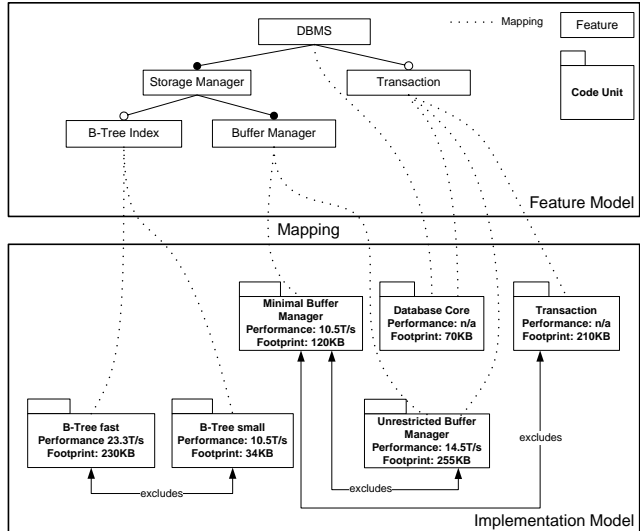 DBMS
Mapping
Feature
Storage Manager
Transaction
Code Unit
B-Tree Index
Buffer Manager
Feature Model
Mapping
Minimal Buffer
Manager
Performance: 10.5T/s
Footprint: 120KB
Database Core
Performance: n/a
Footprint: 70KB
Transaction
Performance: n/a
Footprint: 210KB
B-Tree fast
Performance 23.3T/s
Footprint: 230KB
B-Tree small
Performance: 10.5T/s
Footprint: 34KB
Unrestricted Buffer
Manager
Performance: 14.5T/s
Footprint: 255KB
excludes
excludes
excludes
Implementation Model